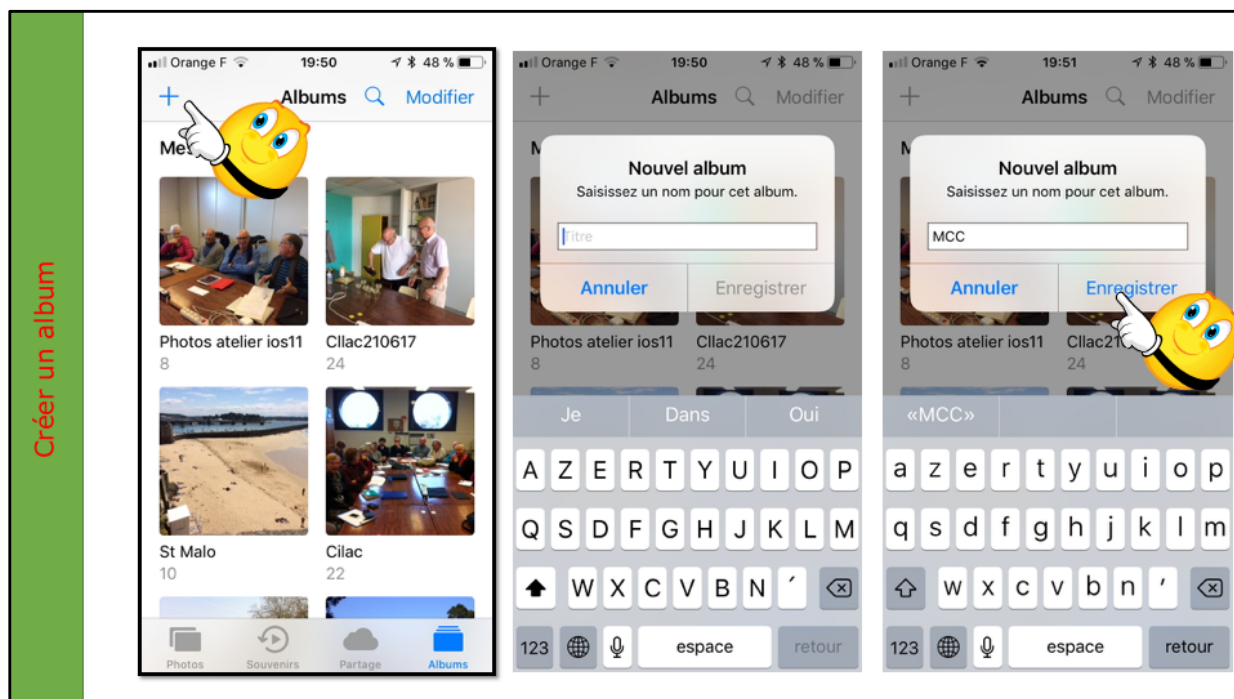 Créer un album
Orange F 19:50 48 %
Albums Modifier
Me
Photos atelier ios11 Cllac210617
8 24
St Malo Cilac
10 22
Photos Souvenirs Partage Albums
Orange F 19:50 48 %
Albums Modifier
Nouvel album
Saisissez un nom pour cet album.
Titre
Annuler Enregistrer
Photos atelier ios11 Cllac210617
8 24
Je Dans Oui
A Z E R T Y U I O P
Q S D F G H J K L M
W X C V B N ´
123 espace retour
Orange F 19:51 48 %
Albums Modifier
Nouvel album
Saisissez un nom pour cet album.
MCC
Annuler Enregistrer
Photos atelier ios11 Cllac21
8 24
«MCC»
a z e r t y u i o p
q s d f g h j k l m
w x c v b n ’
123 espace retour